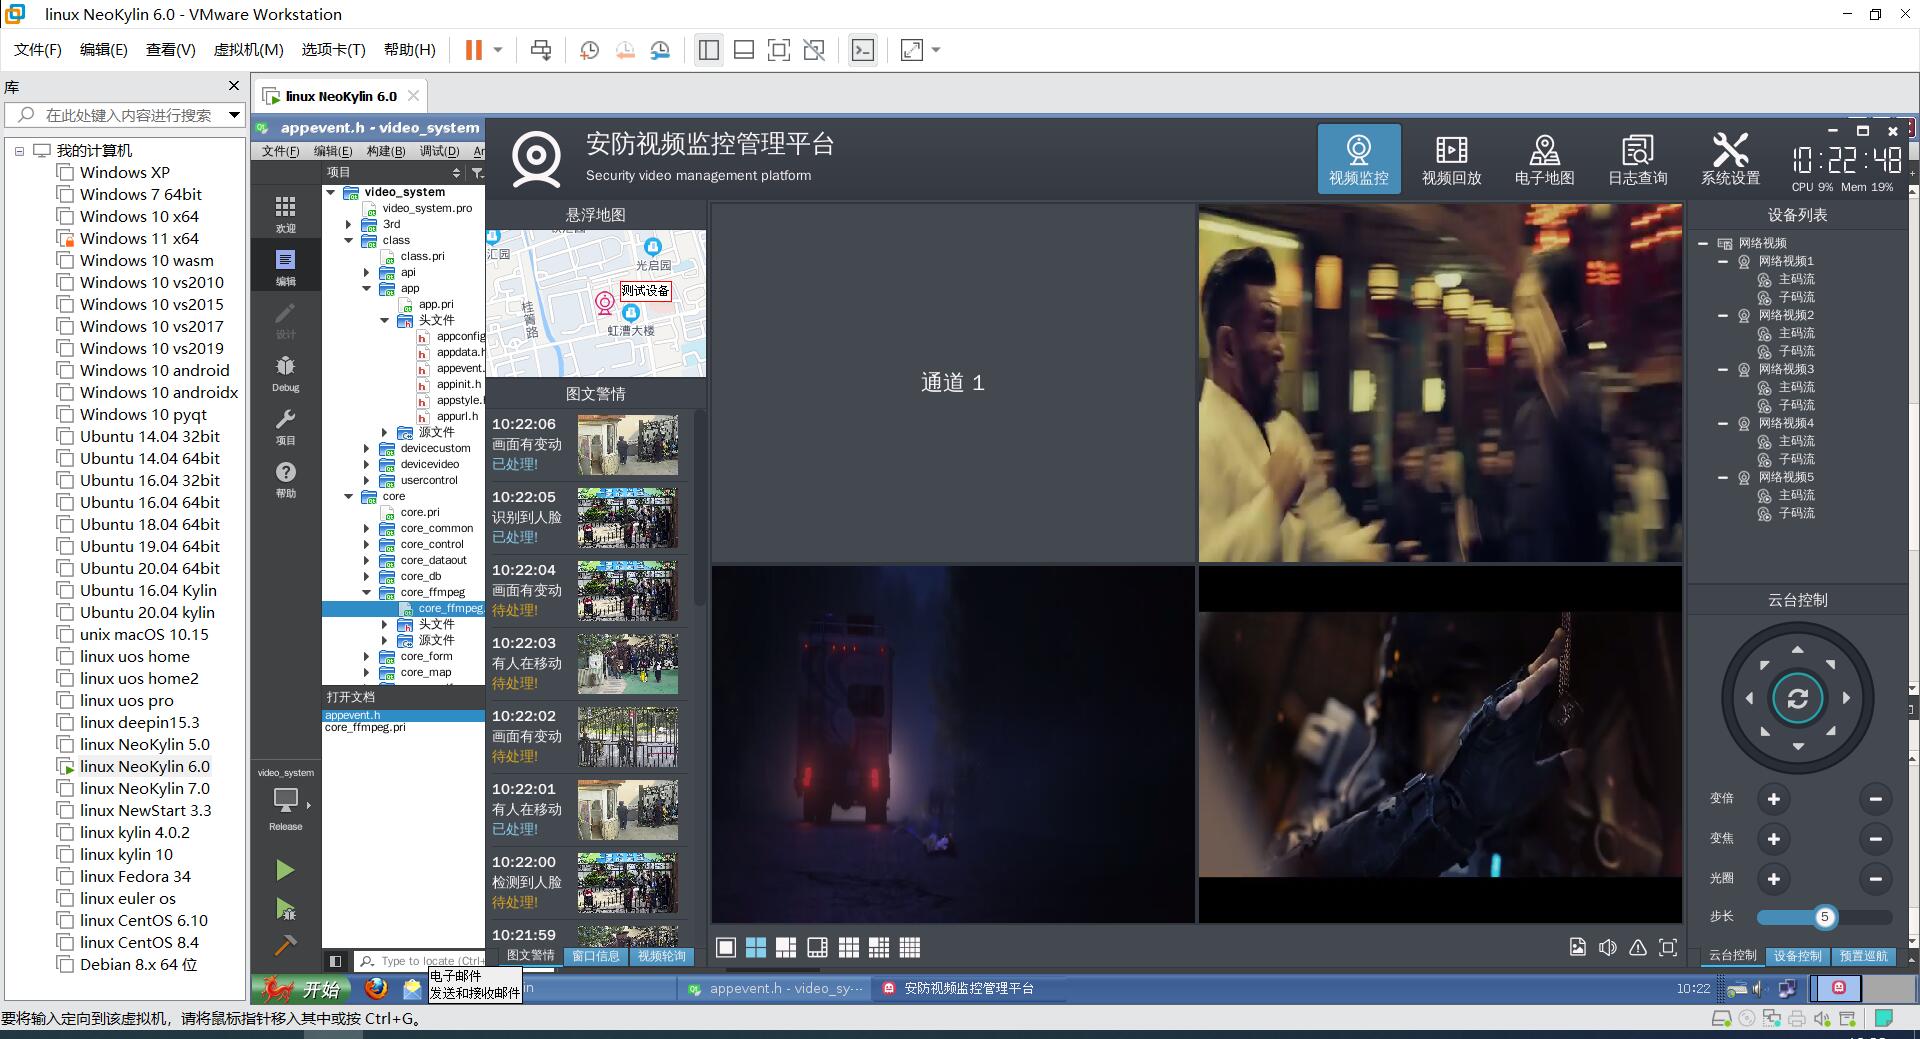 linux NeoKylin 6.0 - VMware Workstation
文件(F) 编辑(E) 查看(V) 虚拟机(M) 选项卡(T) 帮助(H)
库
在此处键入内容进行搜索
我的计算机
Windows XP
Windows 7 64bit
Windows 10 x64
Windows 11 x64
Windows 10 wasm
Windows 10 vs2010
Windows 10 vs2015
Windows 10 vs2017
Windows 10 vs2019
Windows 10 android
Windows 10 androidx
Windows 10 pyqt
Ubuntu 14.04 32bit
Ubuntu 14.04 64bit
Ubuntu 16.04 32bit
Ubuntu 16.04 64bit
Ubuntu 18.04 64bit
Ubuntu 19.04 64bit
Ubuntu 20.04 64bit
Ubuntu 16.04 Kylin
Ubuntu 20.04 kylin
unix macOS 10.15
linux uos home
linux uos home2
linux uos pro
linux deepin15.3
linux NeoKylin 5.0
linux NeoKylin 6.0
linux NeoKylin 7.0
linux NewStart 3.3
linux kylin 4.0.2
linux kylin 10
linux Fedora 34
linux euler os
linux CentOS 6.10
linux CentOS 8.4
Debian 8.x 64 位
linux NeoKylin 6.0
appevent.h - video_system
文件(F) 编辑(E) 构建(B) 调试(D)
欢迎
编辑
设计
Debug
项目
帮助
video_system
Release
项目
video_system
video_system.pro
3rd
class
class.pri
api
app
app.pri
头文件
appconfig
appdata.h
appevent.
appinit.h
appstyle.
appurl.h
源文件
devicecustom
devicevideo
usercontrol
core
core.pri
core_common
core_control
core_dataout
core_db
core_ffmpeg
core_ffmpeg.
头文件
源文件
core_form
core_map
打开文档
appevent.h
core_ffmpeg.pri
Type to locate (Ctrl+
安防视频监控管理平台
Security video management platform
视频监控 视频回放 电子地图 日志查询 系统设置
10:22:48
CPU 9% Mem 19%
悬浮地图
汇园
光启园
测试设备
桂箐路
虹漕大楼
图文警情
10:22:06
画面有变动
已处理!
10:22:05
识别到人脸
已处理!
10:22:04
画面有变动
待处理!
10:22:03
有人在移动
待处理!
10:22:02
画面有变动
待处理!
10:22:01
有人在移动
已处理!
10:22:00
检测到人脸
待处理!
10:21:59
图文警情 窗口信息 视频轮询
通道 1
设备列表
网络视频
网络视频1
主码流
子码流
网络视频2
主码流
子码流
网络视频3
主码流
子码流
网络视频4
主码流
子码流
网络视频5
主码流
子码流
云台控制
变倍
变焦
光圈
步长 5
云台控制 设备控制 预置巡航
电子邮件
发送和接收邮件
开始
appevent.h - video_sy···
安防视频监控管理平台
10:22
要将输入定向到该虚拟机，请将鼠标指针移入其中或按 Ctrl+G。